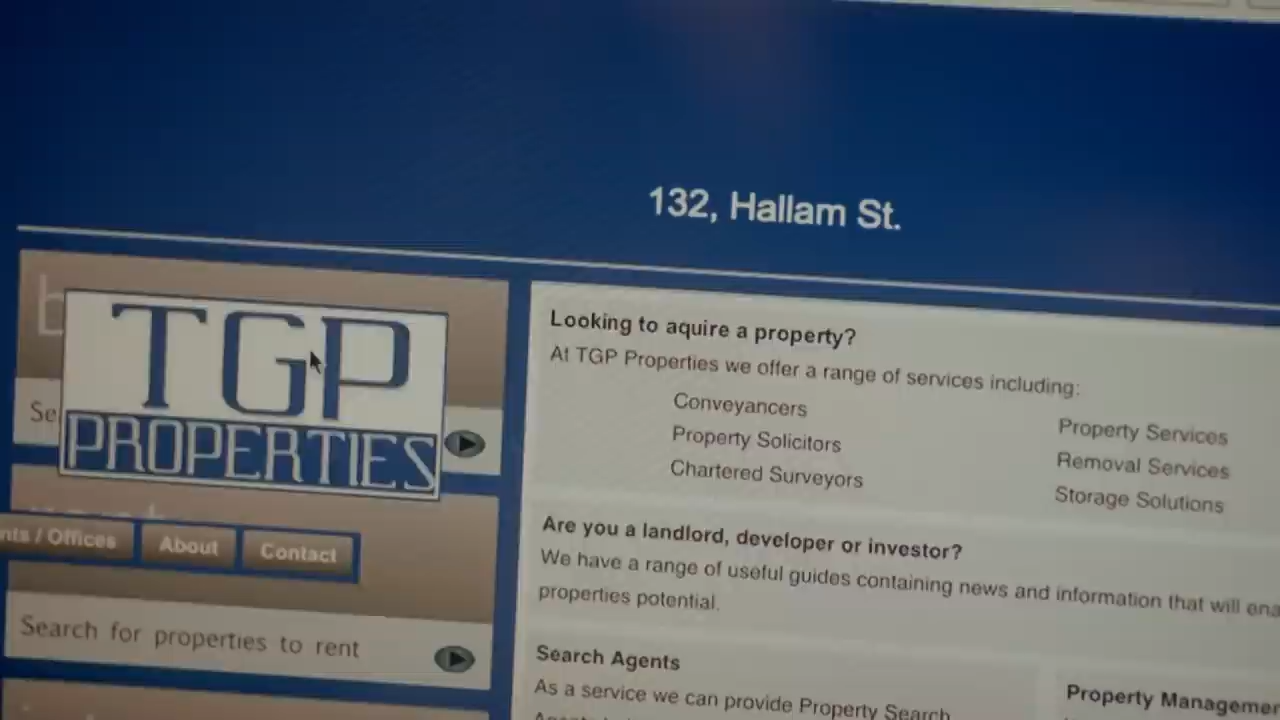 132, Hallam St.
TGP
PROPERTIES
Se
nts / Offices
About
Contact
Search for properties to rent
Looking to aquire a property?
At TGP Properties we offer a range of services including:
Conveyancers
Property Services
Property Solicitors
Removal Services
Chartered Surveyors
Storage Solutions
Are you a landlord, developer or investor?
We have a range of useful guides containing news and information that will ena
properties potential.
Search Agents
As a service we can provide Property Search
Property Managemen